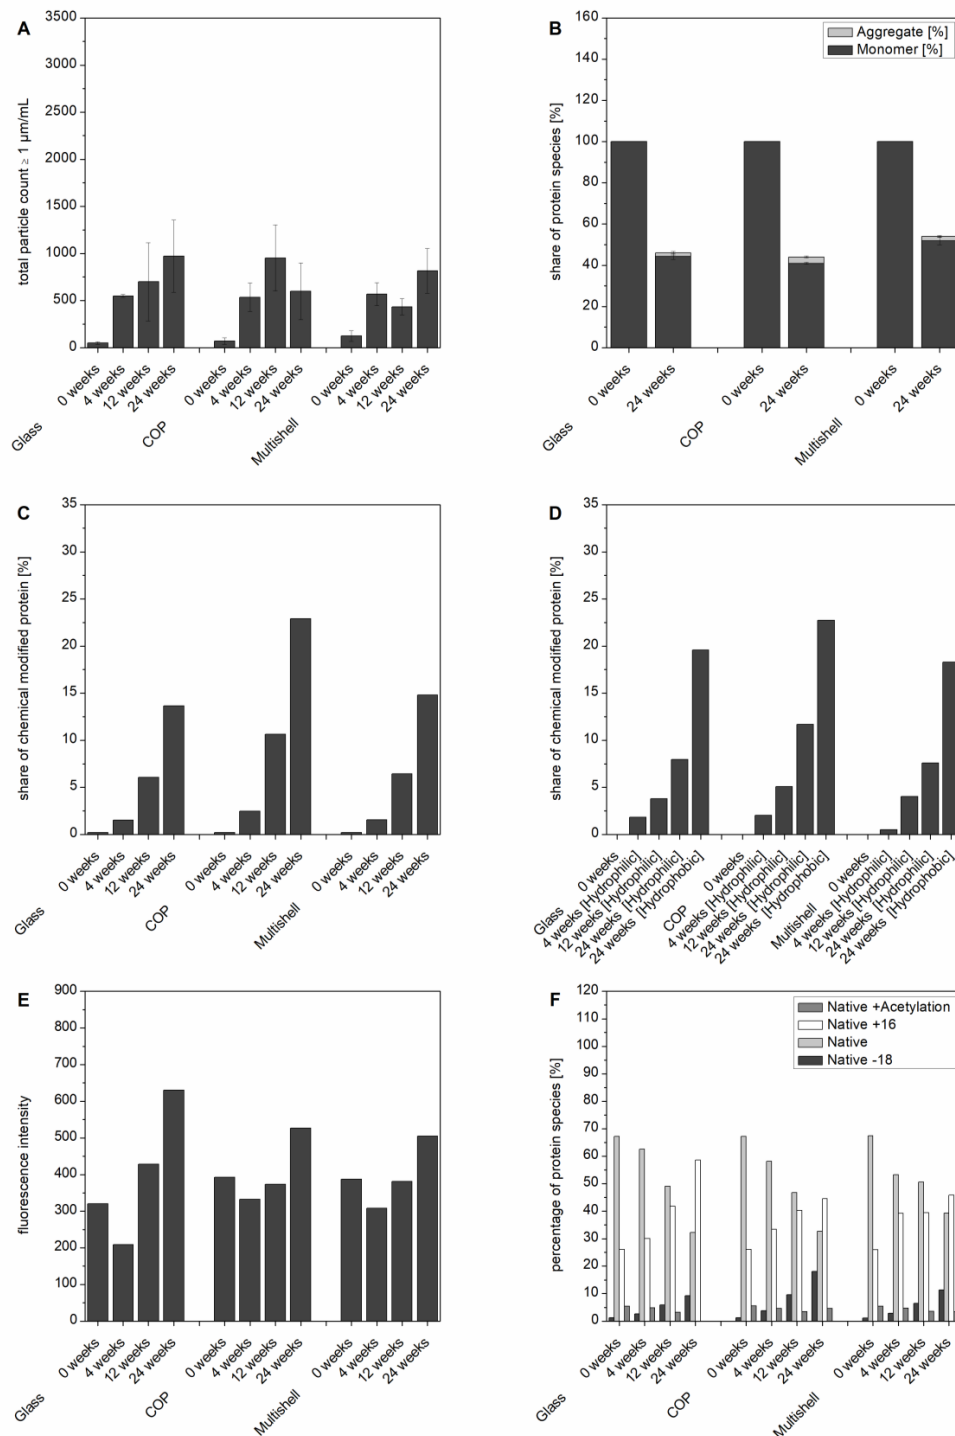 A
total particle count ≥ 1 µm/mL
3500
3000
2500
2000
1500
1000
500
0
0 weeks
4 weeks
12 weeks
24 weeks
0 weeks
4 weeks
12 weeks
24 weeks
0 weeks
4 weeks
12 weeks
24 weeks
Glass
COP
Multishell
B
share of protein species [%]
160
140
120
100
80
60
40
20
0
Aggregate [%]
Monomer [%]
0 weeks
24 weeks
0 weeks
24 weeks
0 weeks
24 weeks
Glass
COP
Multishell
C
share of chemical modified protein [%]
35
30
25
20
15
10
5
0
0 weeks
4 weeks
12 weeks
24 weeks
0 weeks
4 weeks
12 weeks
24 weeks
0 weeks
4 weeks
12 weeks
24 weeks
Glass
COP
Multishell
D
share of chemical modified protein [%]
35
30
25
20
15
10
5
0
0 weeks
4 weeks [Hydrophilic]
12 weeks [Hydrophilic]
24 weeks [Hydrophilic]
24 weeks [Hydrophobic]
0 weeks
4 weeks [Hydrophilic]
12 weeks [Hydrophilic]
24 weeks [Hydrophilic]
24 weeks [Hydrophobic]
0 weeks
4 weeks [Hydrophilic]
12 weeks [Hydrophilic]
24 weeks [Hydrophilic]
24 weeks [Hydrophobic]
Glass
COP
Multishell
E
fluorescence intensity
900
800
700
600
500
400
300
200
100
0
0 weeks
4 weeks
12 weeks
24 weeks
0 weeks
4 weeks
12 weeks
24 weeks
0 weeks
4 weeks
12 weeks
24 weeks
Glass
COP
Multishell
F
percentage of protein species [%]
120
110
100
90
80
70
60
50
40
30
20
10
0
Native +Acetylation
Native +16
Native
Native -18
0 weeks
4 weeks
12 weeks
24 weeks
0 weeks
4 weeks
12 weeks
24 weeks
0 weeks
4 weeks
12 weeks
24 weeks
Glass
COP
Multishell